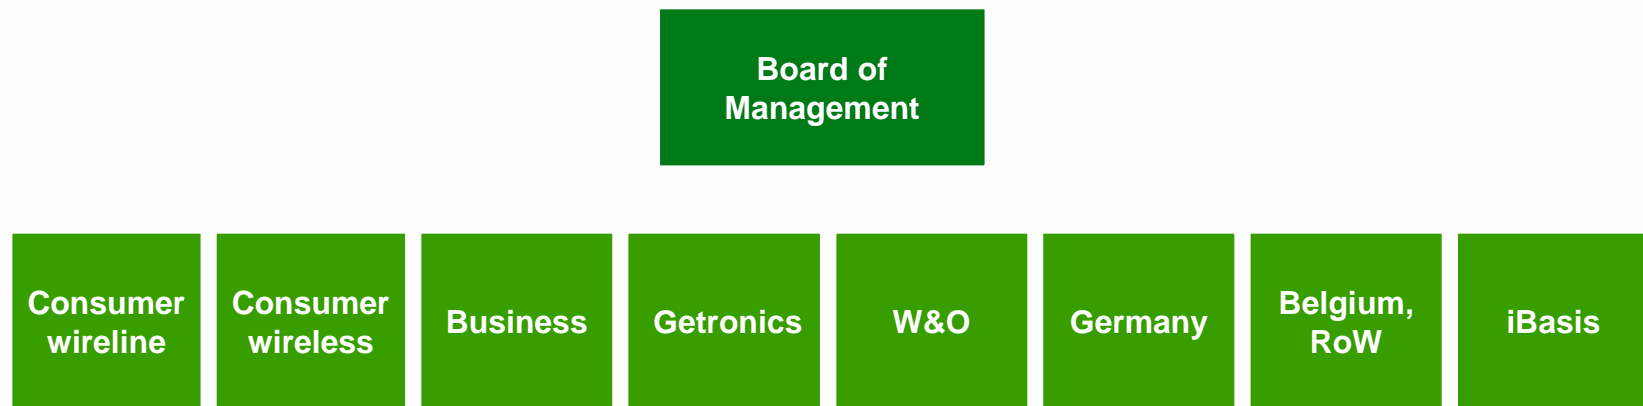 Board of
Management
Consumer
wireline
Consumer
wireless
Business
Getronics
W&O
Germany
Belgium,
RoW
iBasis